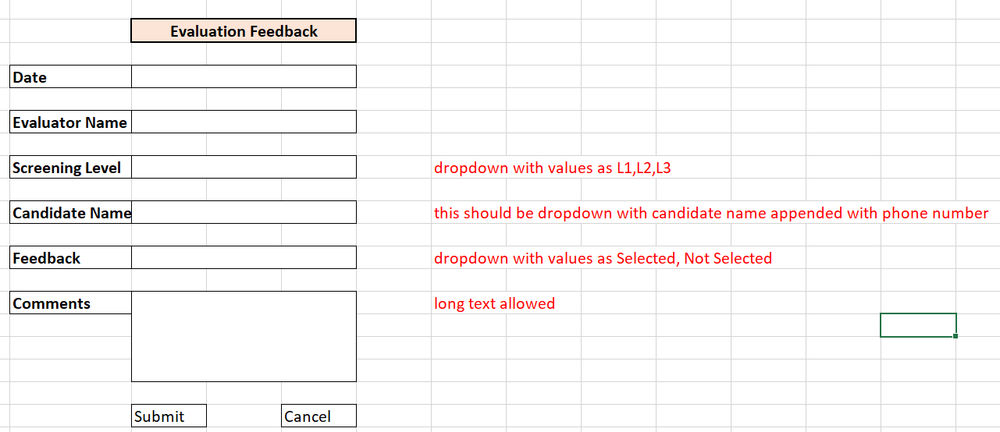 Evaluation Feedback
Date
Evaluator Name
Screening Level
dropdown with values as L1,L2,L3
Candidate Name
this should be dropdown with candidate name appended with phone number
Feedback
dropdown with values as Selected, Not Selected
Comments
long text allowed
Submit
Cancel